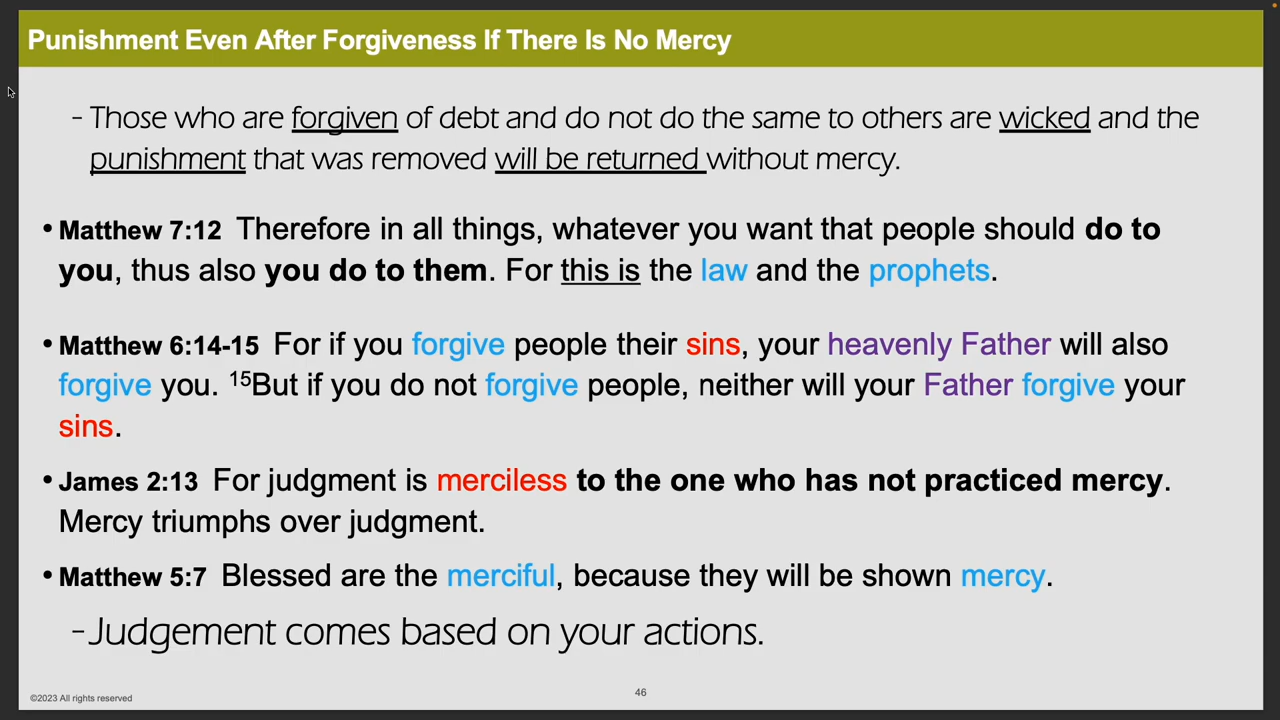 Punishment Even After Forgiveness If There Is No Mercy
- Those who are forgiven of debt and do not do the same to others are wicked and the
punishment that was removed will be returned without mercy.
• Matthew 7:12 Therefore in all things, whatever you want that people should do to
you, thus also you do to them. For this is the law and the prophets.
• Matthew 6:14-15 For if you forgive people their sins, your heavenly Father will also
forgive you. ¹⁵But if you do not forgive people, neither will your Father forgive your
sins.
• James 2:13 For judgment is merciless to the one who has not practiced mercy.
Mercy triumphs over judgment.
• Matthew 5:7 Blessed are the merciful, because they will be shown mercy.
- Judgement comes based on your actions.
©2023 All rights reserved
46